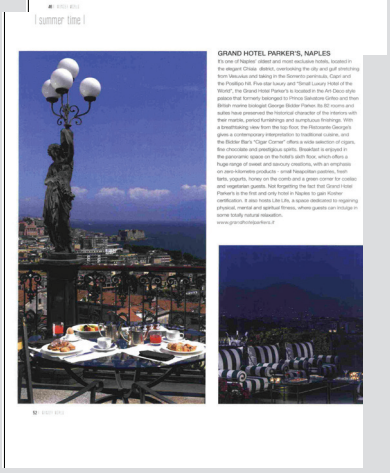 | summer time |
GRAND HOTEL PARKER'S, NAPLES
It's one of Naples' oldest and most exclusive hotels, located in
the elegant Chiaia district, overlooking the city and gulf stretching
from Vesuvius and taking in the Sorrento peninsula, Capri and
the Posillipo hill. Five star luxury and "Small Luxury Hotel of the
World", the Grand Hotel Parker's is located in the Art Deco style
palace that formerly belonged to Prince Salvatore Grifeo and then
British marine biologist George Bidder Parker. Its 82 rooms and
suites have preserved the historical character of the interiors with
their marble, period furnishings and sumptuous finishings. With
a breathtaking view from the top floor, the Ristorante George's
gives a contemporary interpretation to traditional cuisine, and
the Bidder Bar's "Cigar Corner" offers a wide selection of cigars,
fine chocolate and prestigious spirits. Breakfast is enjoyed in
the panoramic space on the hotel's sixth floor, which offers a
huge range of sweet and savoury creations, with an emphasis
on zero-kilometre products - small Neapolitan pastries, fresh
tarts, yogurts, honey on the comb and a green corner for coeliac
and vegetarian guests. Not forgetting the fact that Grand Hotel
Parker's is the first and only hotel in Naples to gain Kosher
certification. It also hosts Lite Life, a space dedicated to regaining
physical, mental and spiritual fitness, where guests can indulge in
some totally natural relaxation.
www.grandhotelparkers.it